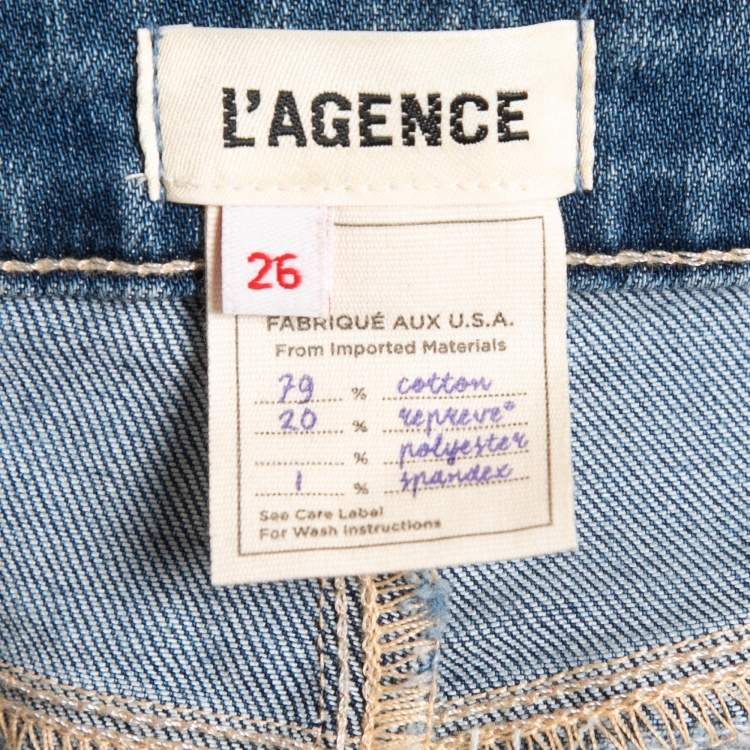 L'AGENCE
26
FABRIQUÉ AUX U.S.A.
From Imported Materials
79 % cotton
20 % repreve®
% polyester
1 % spandex
See Care Label
For Wash Instructions